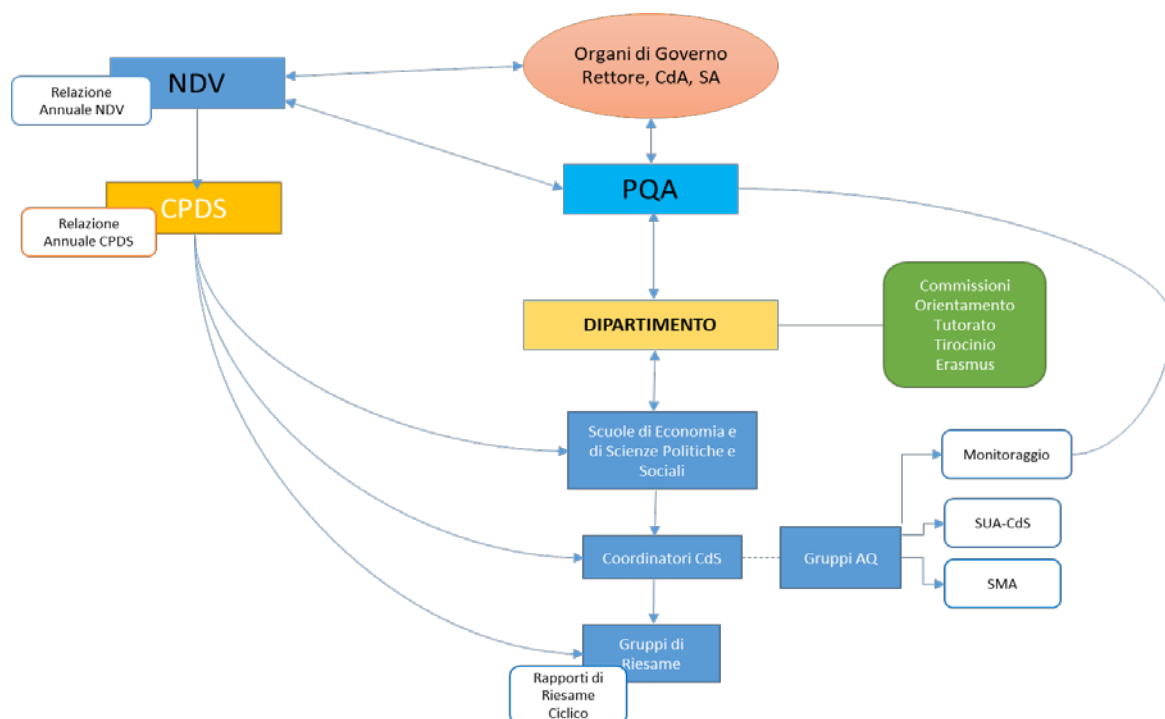 Organi di Governo
Rettore, CdA, SA
NDV
Relazione
Annuale NDV
PQA
CPDS
Relazione
Annuale CPDS
Commissioni
Orientamento
Tutorato
Tirocinio
Erasmus
DIPARTIMENTO
Scuole di Economia e
di Scienze Politiche e
Sociali
Monitoraggio
SUA-CdS
Coordinatori CdS
Gruppi AQ
SMA
Gruppi di
Riesame
Rapporti di
Riesame
Ciclico